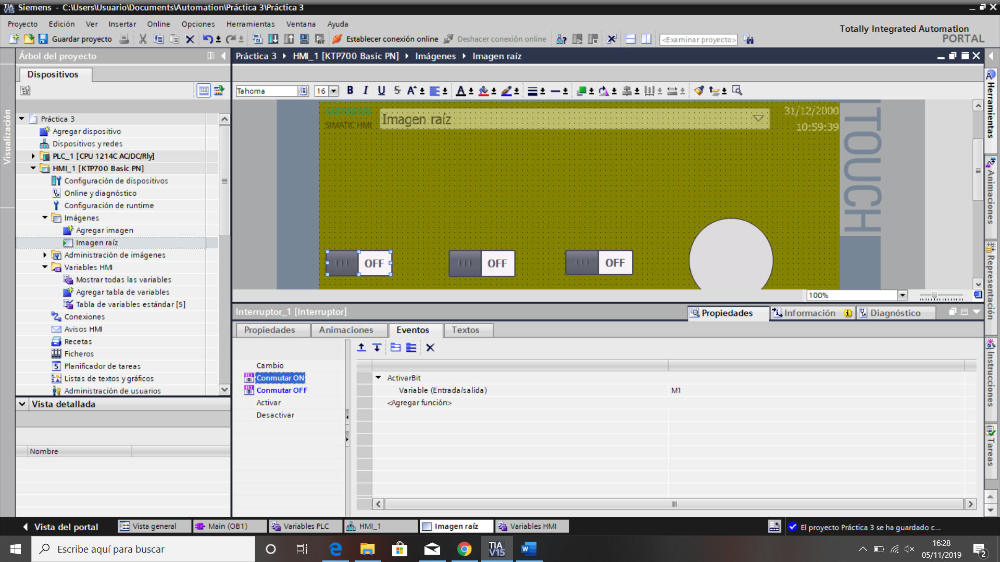 Siemens - C:\Users\Usuario\Documents\Automation\Práctica 3\Práctica 3
Proyecto Edición Ver Insertar Online Opciones Herramientas Ventana Ayuda
Totally Integrated Automation
PORTAL
Guardar proyecto
Establecer conexión online
Deshacer conexión online
<Examinar proyecto>
Árbol del proyecto
Práctica 3 HMI_1 [KTP700 Basic PN] Imágenes Imagen raíz
Dispositivos
Tahoma 16 B I U S A
Visualización
Práctica 3
Agregar dispositivo
Dispositivos y redes
PLC_1 [CPU 1214C AC/DC/Rly]
HMI_1 [KTP700 Basic PN]
Configuración de dispositivos
Online y diagnóstico
Configuración de runtime
Imágenes
Agregar imagen
Imagen raíz
Administración de imágenes
Variables HMI
Mostrar todas las variables
Agregar tabla de variables
Tabla de variables estándar [5]
Conexiones
Avisos HMI
Recetas
Ficheros
Planificador de tareas
Listas de textos y gráficos
Administración de usuarios
Vista detallada
Nombre
SIEMENS
SIMATIC HMI
Imagen raíz
31/12/2000
10:59:39
TOUCH
OFF OFF OFF
100%
Herramientas
Animaciones
Representación
Instrucciones
Tareas
Interruptor_1 [Interruptor]
Propiedades Información Diagnóstico
Propiedades Animaciones Eventos Textos
Cambio
Conmutar ON
Conmutar OFF
Activar
Desactivar
ActivarBit
Variable (Entrada/salida) M1
<Agregar función>
Vista del portal Vista general Main (OB1) Variables PLC HMI_1 Imagen raíz Variables HMI
El proyecto Práctica 3 se ha guardado c...
Escribe aquí para buscar
TIA V15
16:28
05/11/2019
2